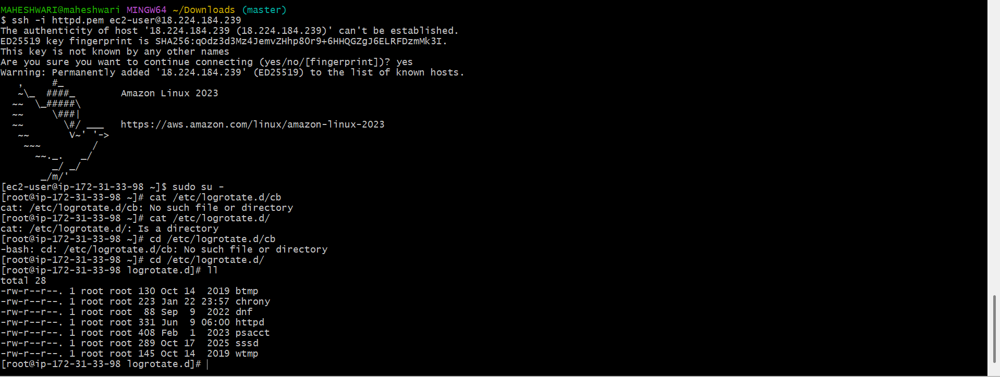 MAHESHWARI@maheshwari MINGW64 ~/Downloads (master)
$ ssh -i httpd.pem ec2-user@18.224.184.239
The authenticity of host '18.224.184.239 (18.224.184.239)' can't be established.
ED25519 key fingerprint is SHA256:qOdz3d3Mz4JemvZHhp8Or9+6HHQGZgJ6ELRFDzmMk3I.
This key is not known by any other names
Are you sure you want to continue connecting (yes/no/[fingerprint])? yes
Warning: Permanently added '18.224.184.239' (ED25519) to the list of known hosts.
   ,     #_
   ~\_  ####_        Amazon Linux 2023
  ~~  \_#####\
  ~~     \###|
  ~~       \#/ ___   https://aws.amazon.com/linux/amazon-linux-2023
   ~~       V~' '->
    ~~~         /
      ~~._.   _/
         _/ _/
       _/m/'
[ec2-user@ip-172-31-33-98 ~]$ sudo su -
[root@ip-172-31-33-98 ~]# cat /etc/logrotate.d/cb
cat: /etc/logrotate.d/cb: No such file or directory
[root@ip-172-31-33-98 ~]# cat /etc/logrotate.d/
cat: /etc/logrotate.d/: Is a directory
[root@ip-172-31-33-98 ~]# cd /etc/logrotate.d/cb
-bash: cd: /etc/logrotate.d/cb: No such file or directory
[root@ip-172-31-33-98 ~]# cd /etc/logrotate.d/
[root@ip-172-31-33-98 logrotate.d]# ll
total 28
-rw-r--r--. 1 root root 130 Oct 14  2019 btmp
-rw-r--r--. 1 root root 223 Jan 22 23:57 chrony
-rw-r--r--. 1 root root  88 Sep  9  2022 dnf
-rw-r--r--. 1 root root 331 Jun  9 06:00 httpd
-rw-r--r--. 1 root root 408 Feb  1  2023 psacct
-rw-r--r--. 1 root root 289 Oct 17  2025 sssd
-rw-r--r--. 1 root root 145 Oct 14  2019 wtmp
[root@ip-172-31-33-98 logrotate.d]#